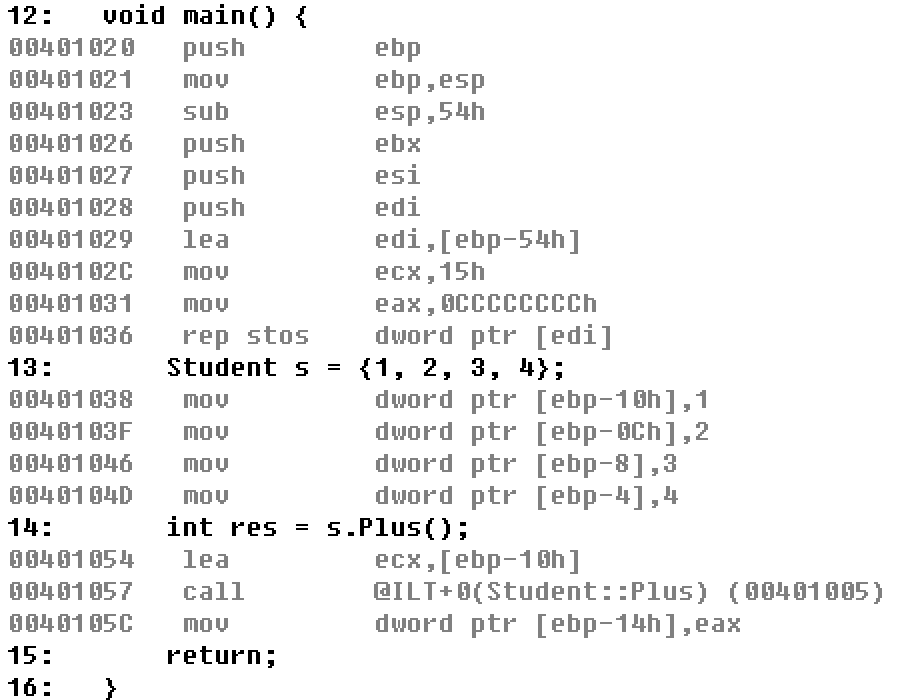 12:   void main() {
00401020   push        ebp
00401021   mov         ebp,esp
00401023   sub         esp,54h
00401026   push        ebx
00401027   push        esi
00401028   push        edi
00401029   lea         edi,[ebp-54h]
0040102C   mov         ecx,15h
00401031   mov         eax,0CCCCCCCCh
00401036   rep stos    dword ptr [edi]
13:       Student s = {1, 2, 3, 4};
00401038   mov         dword ptr [ebp-10h],1
0040103F   mov         dword ptr [ebp-0Ch],2
00401046   mov         dword ptr [ebp-8],3
0040104D   mov         dword ptr [ebp-4],4
14:       int res = s.Plus();
00401054   lea         ecx,[ebp-10h]
00401057   call        @ILT+0(Student::Plus) (00401005)
0040105C   mov         dword ptr [ebp-14h],eax
15:       return;
16:   }